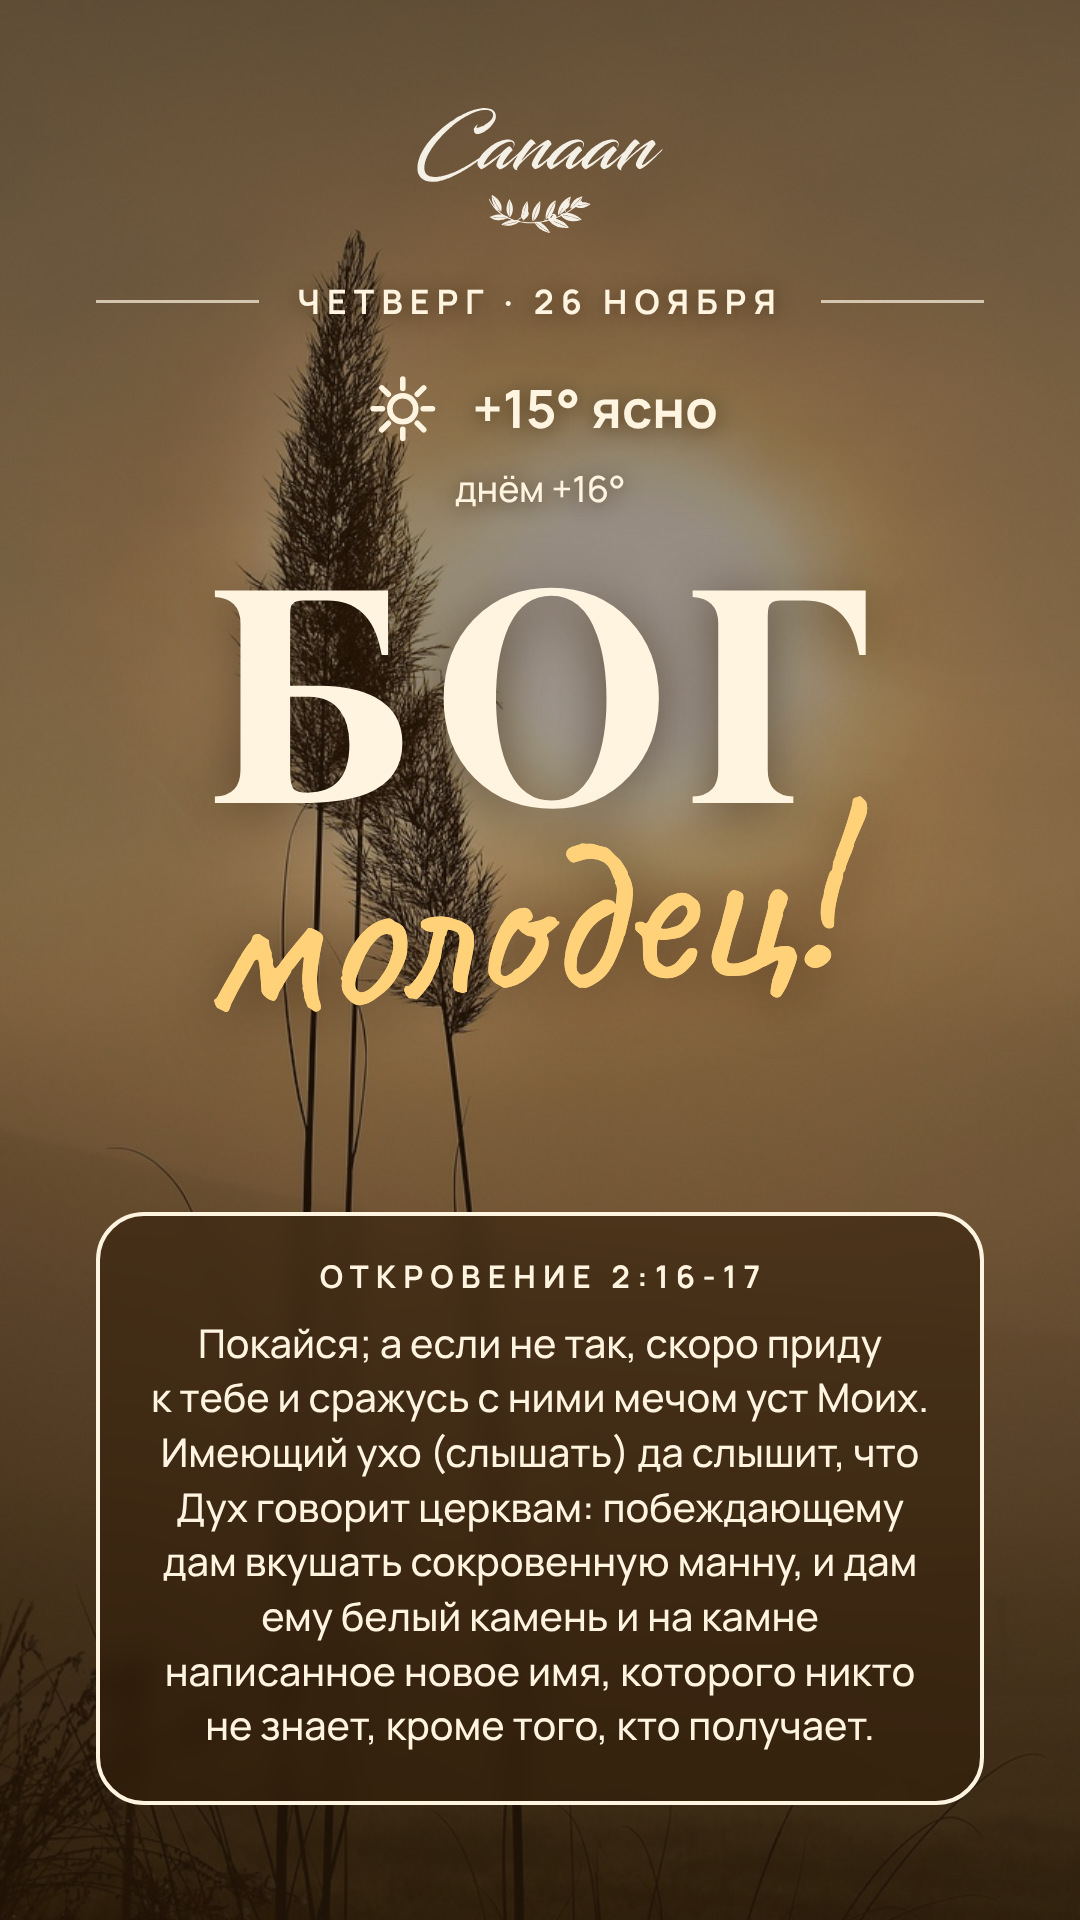 Canaan
ЧЕТВЕРГ · 26 НОЯБРЯ
+15° ясно
днём +16°
БОГ
молодец!
ОТКРОВЕНИЕ 2:16-17
Покайся; а если не так, скоро приду
к тебе и сражусь с ними мечом уст Моих.
Имеющий ухо (слышать) да слышит, что
Дух говорит церквам: побеждающему
дам вкушать сокровенную манну, и дам
ему белый камень и на камне
написанное новое имя, которого никто
не знает, кроме того, кто получает.